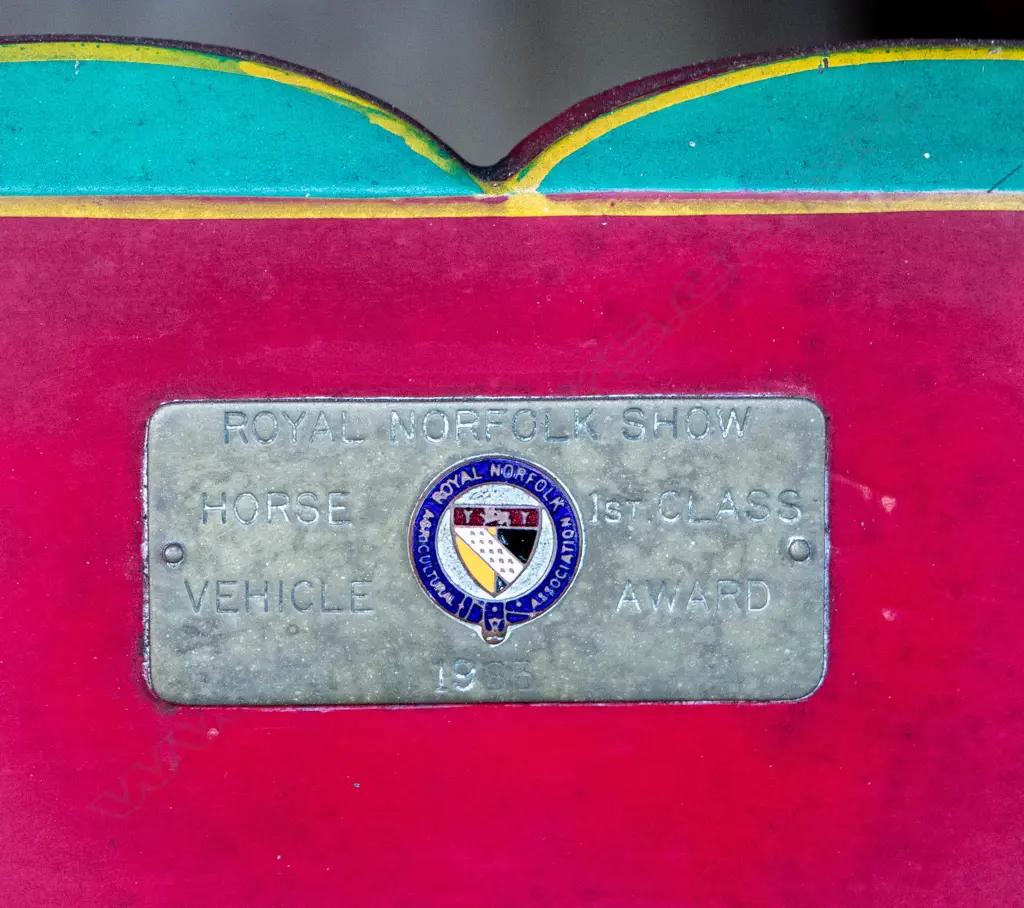 ROYAL NORFOLK SHOW
HORSE 1ST. CLASS
VEHICLE AWARD
ROYAL NORFOLK
AGRICULTURAL ASSOCIATION